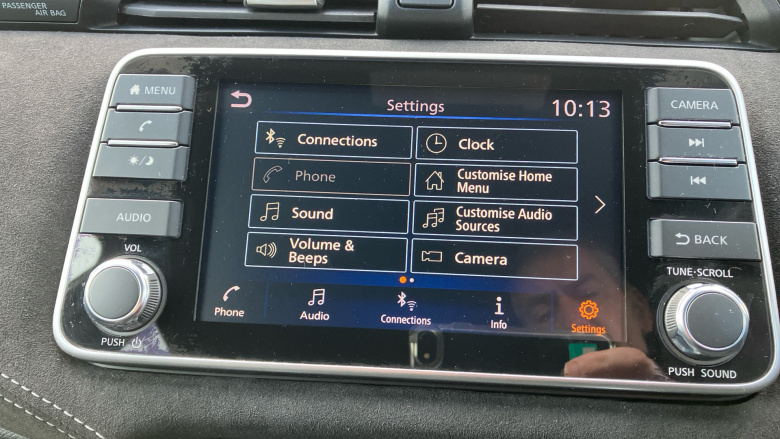 PASSENGER
AIR BAG
MENU
AUDIO
VOL
PUSH
Settings
10:13
Connections
Clock
Phone
Customise Home
Menu
Sound
Customise Audio
Sources
Volume &
Beeps
Camera
Phone
Audio
Connections
Info
Settings
CAMERA
BACK
TUNE·SCROLL
PUSH SOUND